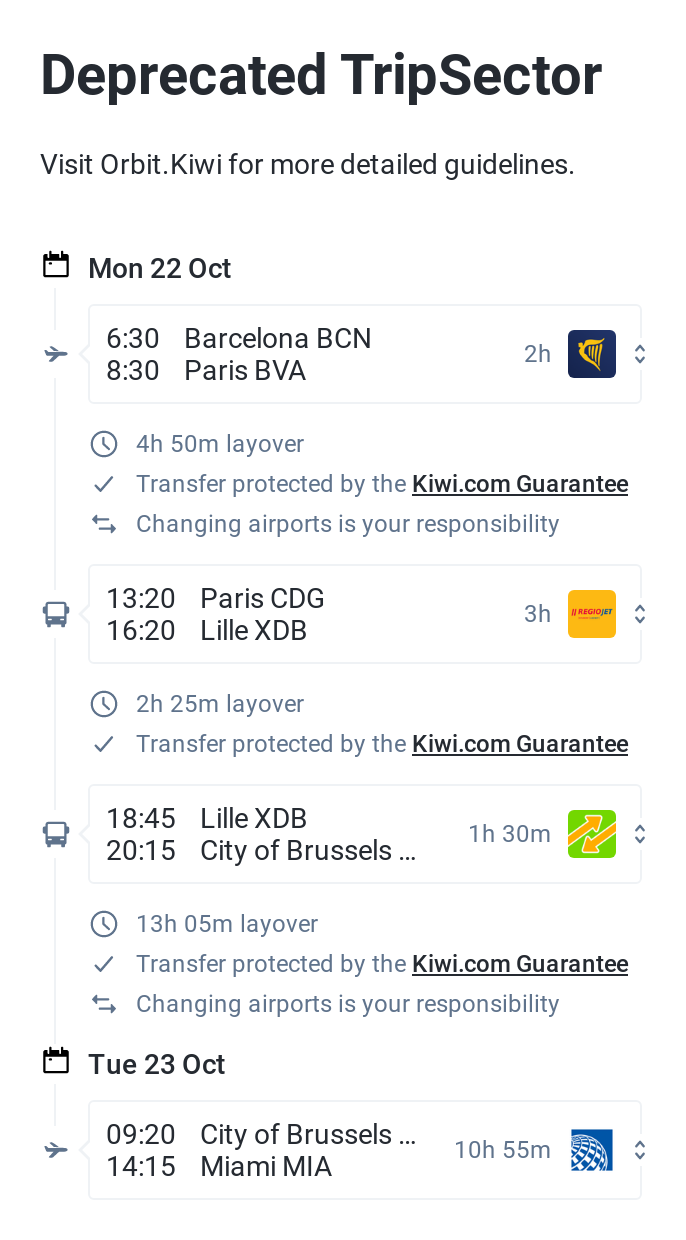 Deprecated TripSector
Visit Orbit.Kiwi for more detailed guidelines.
Mon 22 Oct
6:30 Barcelona BCN
8:30 Paris BVA
2h
4h 50m layover
Transfer protected by the Kiwi.com Guarantee
Changing airports is your responsibility
13:20 Paris CDG
16:20 Lille XDB
3h
REGIOJET
2h 25m layover
Transfer protected by the Kiwi.com Guarantee
18:45 Lille XDB
20:15 City of Brussels ...
1h 30m
13h 05m layover
Transfer protected by the Kiwi.com Guarantee
Changing airports is your responsibility
Tue 23 Oct
09:20 City of Brussels ...
14:15 Miami MIA
10h 55m